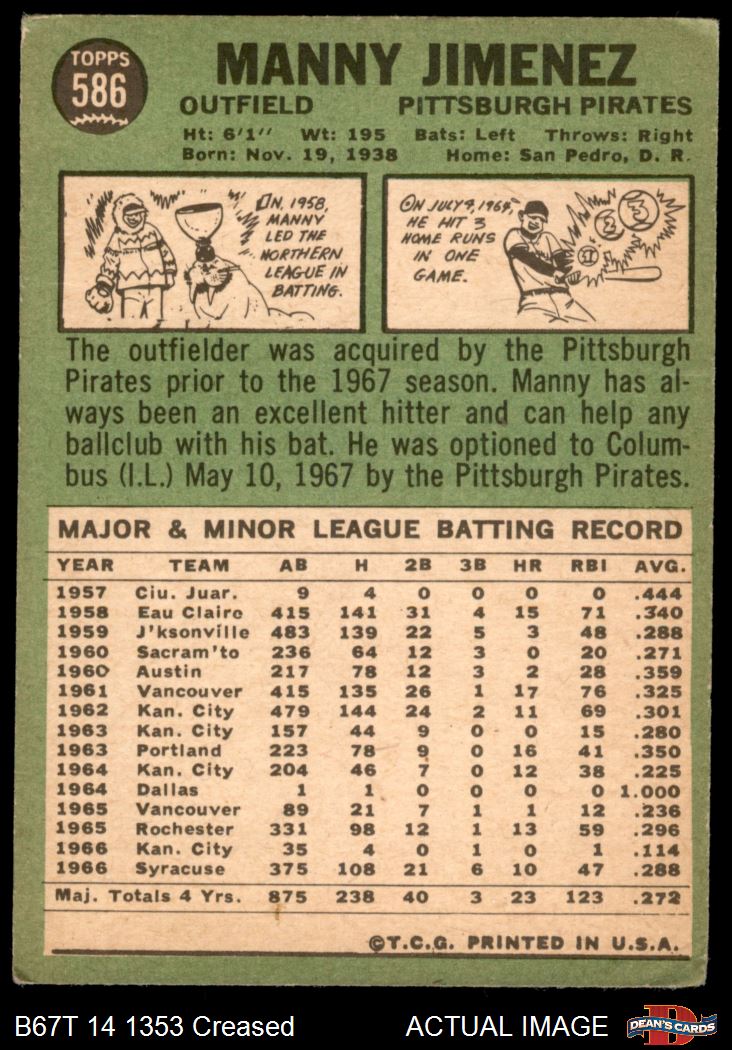 TOPPS
586
MANNY JIMENEZ
OUTFIELD PITTSBURGH PIRATES
Ht: 6'1" Wt: 195 Bats: Left Throws: Right
Born: Nov. 19, 1938 Home: San Pedro, D. R.
IN 1958,
MANNY
LED THE
NORTHERN
LEAGUE IN
BATTING.
ON JULY 4, 1964,
HE HIT 3
HOME RUNS
IN ONE
GAME.
1 2 3
The outfielder was acquired by the Pittsburgh
Pirates prior to the 1967 season. Manny has al-
ways been an excellent hitter and can help any
ballclub with his bat. He was optioned to Colum-
bus (I.L.) May 10, 1967 by the Pittsburgh Pirates.
MAJOR & MINOR LEAGUE BATTING RECORD
YEAR TEAM AB H 2B 3B HR RBI AVG.
1957 Ciu. Juar. 9 4 0 0 0 0 .444
1958 Eau Claire 415 141 31 4 15 71 .340
1959 J'ksonville 483 139 22 5 3 48 .288
1960 Sacram'to 236 64 12 3 0 20 .271
1960 Austin 217 78 12 3 2 28 .359
1961 Vancouver 415 135 26 1 17 76 .325
1962 Kan. City 479 144 24 2 11 69 .301
1963 Kan. City 157 44 9 0 0 15 .280
1963 Portland 223 78 9 0 16 41 .350
1964 Kan. City 204 46 7 0 12 38 .225
1964 Dallas 1 1 0 0 0 0 1.000
1965 Vancouver 89 21 7 1 1 12 .236
1965 Rochester 331 98 12 1 13 59 .296
1966 Kan. City 35 4 0 1 0 1 .114
1966 Syracuse 375 108 21 6 10 47 .288
Maj. Totals 4 Yrs. 875 238 40 3 23 123 .272
©T.C.G. PRINTED IN U.S.A.
B67T 14 1353 Creased ACTUAL IMAGE
D
DEAN'S CARDS